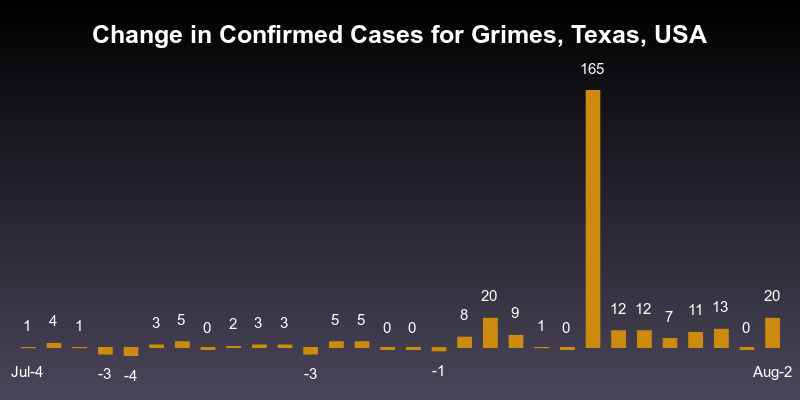 Change in Confirmed Cases for Grimes, Texas, USA
165
1 4 1 -3 -4 3 5 0 2 3 3 -3 5 5 0 0 -1 8 20 9 1 0 12 12 7 11 13 0 20
Jul-4 Aug-2